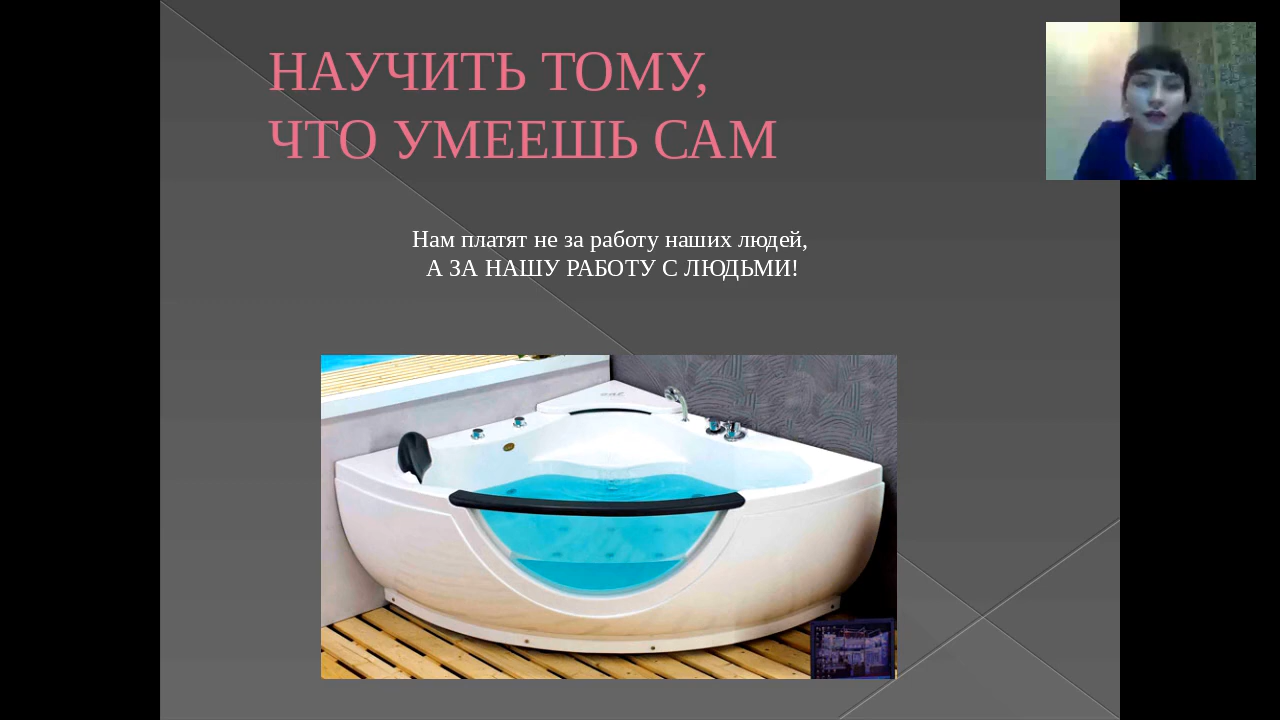 НАУЧИТЬ ТОМУ,
ЧТО УМЕЕШЬ САМ
Нам платят не за работу наших людей,
А ЗА НАШУ РАБОТУ С ЛЮДЬМИ!